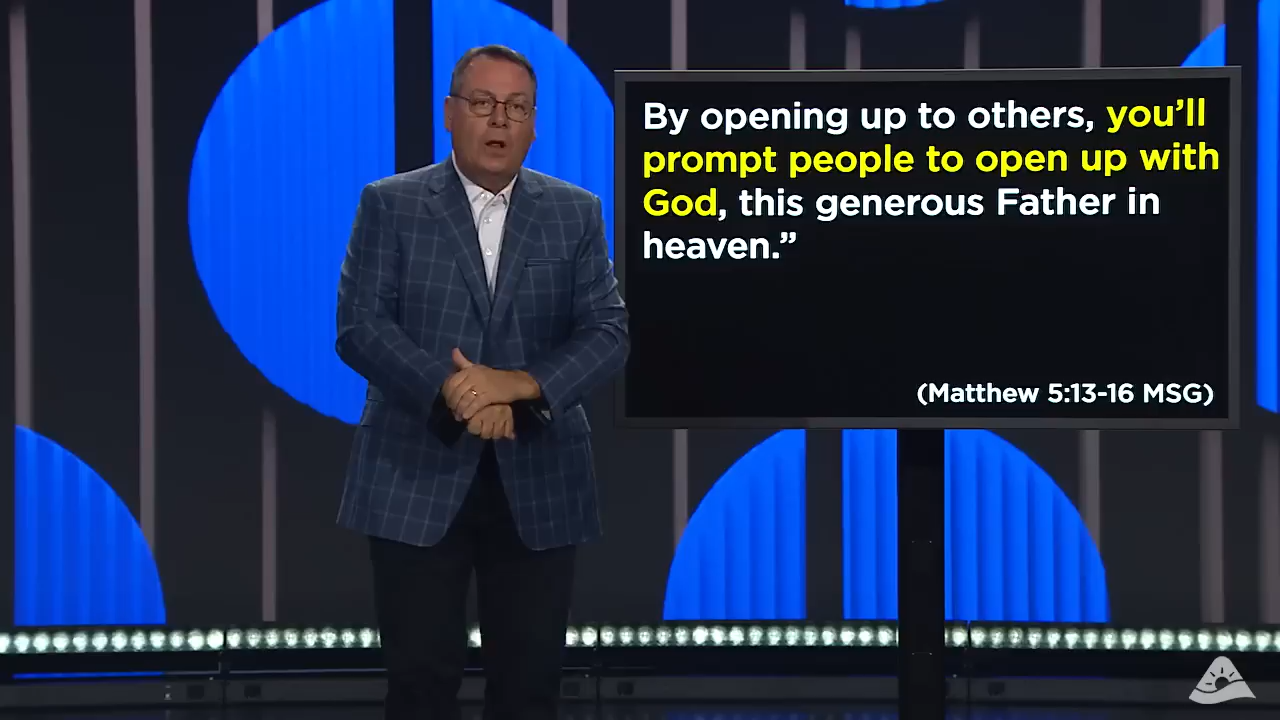 By opening up to others, you’ll
prompt people to open up with
God, this generous Father in
heaven.”
(Matthew 5:13-16 MSG)